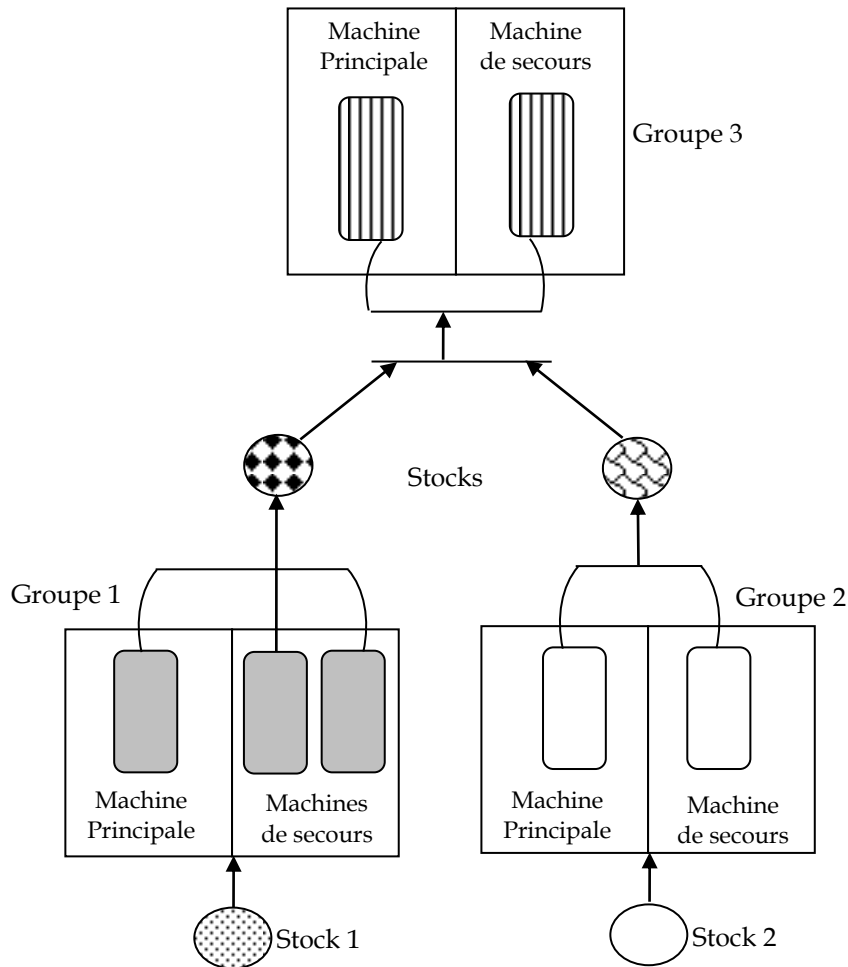 Machine
Principale
Machine
de secours
Groupe 3
Stocks
Groupe 1
Groupe 2
Machine
Principale
Machines
de secours
Machine
Principale
Machine
de secours
Stock 1
Stock 2